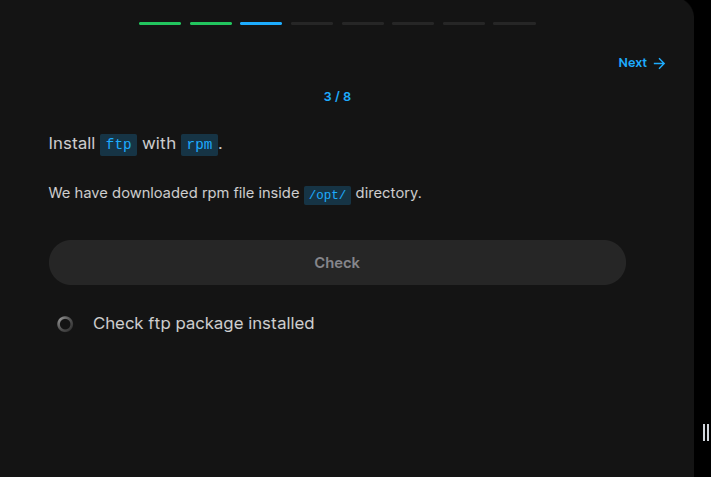 Next →
3 / 8
Install ftp with rpm.
We have downloaded rpm file inside /opt/ directory.
Check
Check ftp package installed